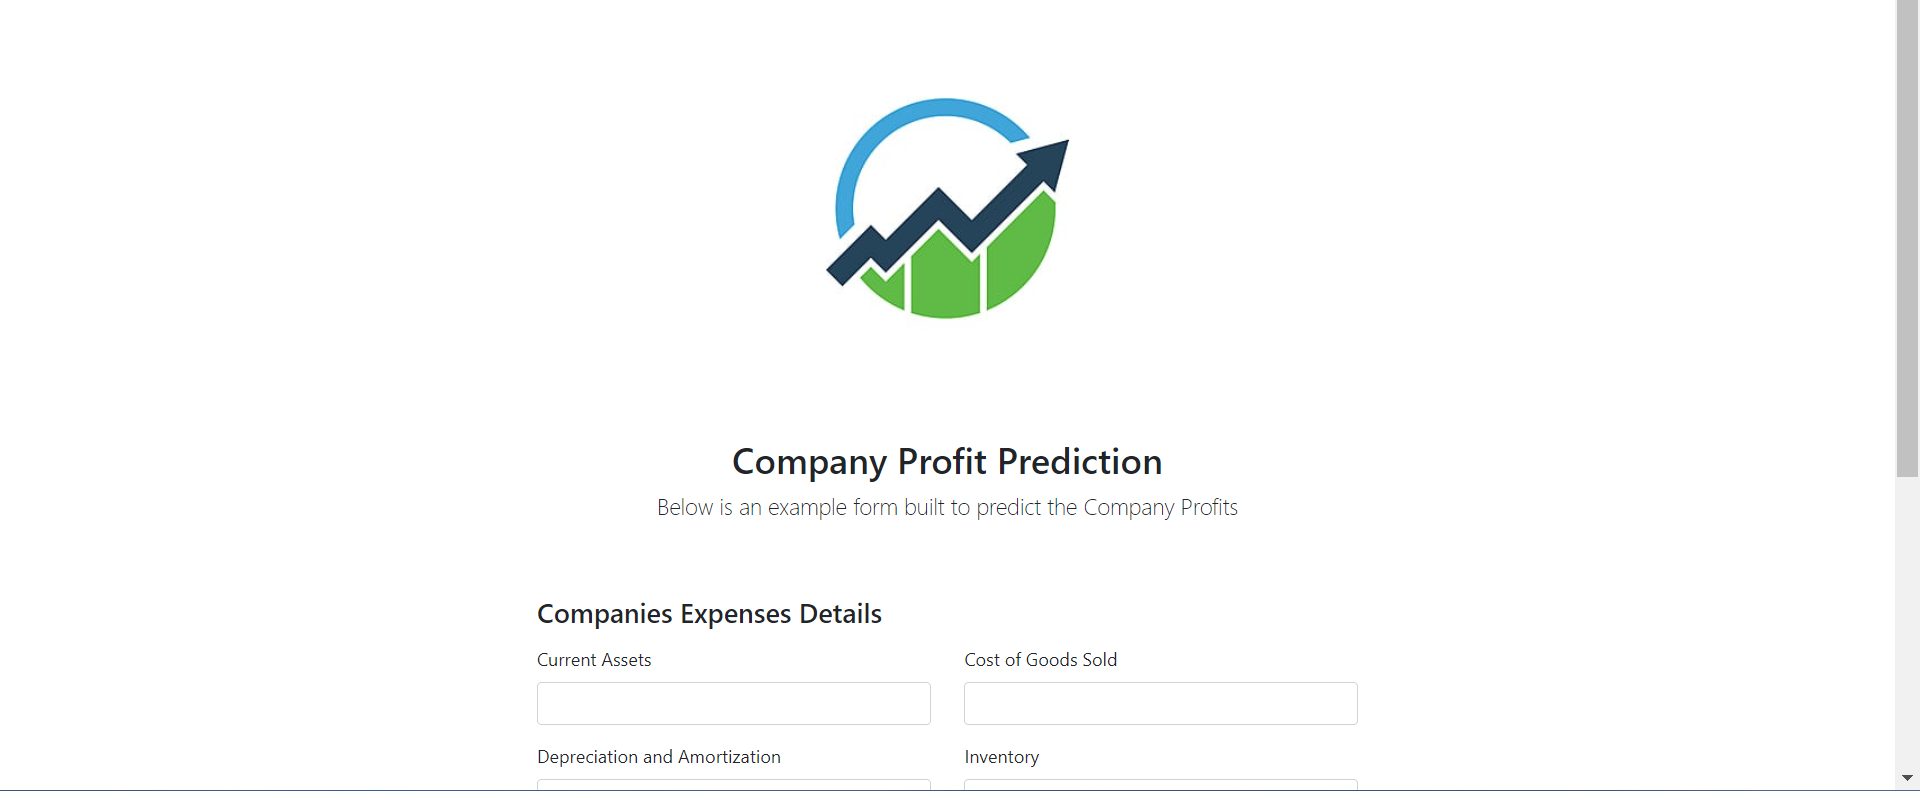 Company Profit Prediction
Below is an example form built to predict the Company Profits
Companies Expenses Details
Current Assets
Cost of Goods Sold
Depreciation and Amortization
Inventory